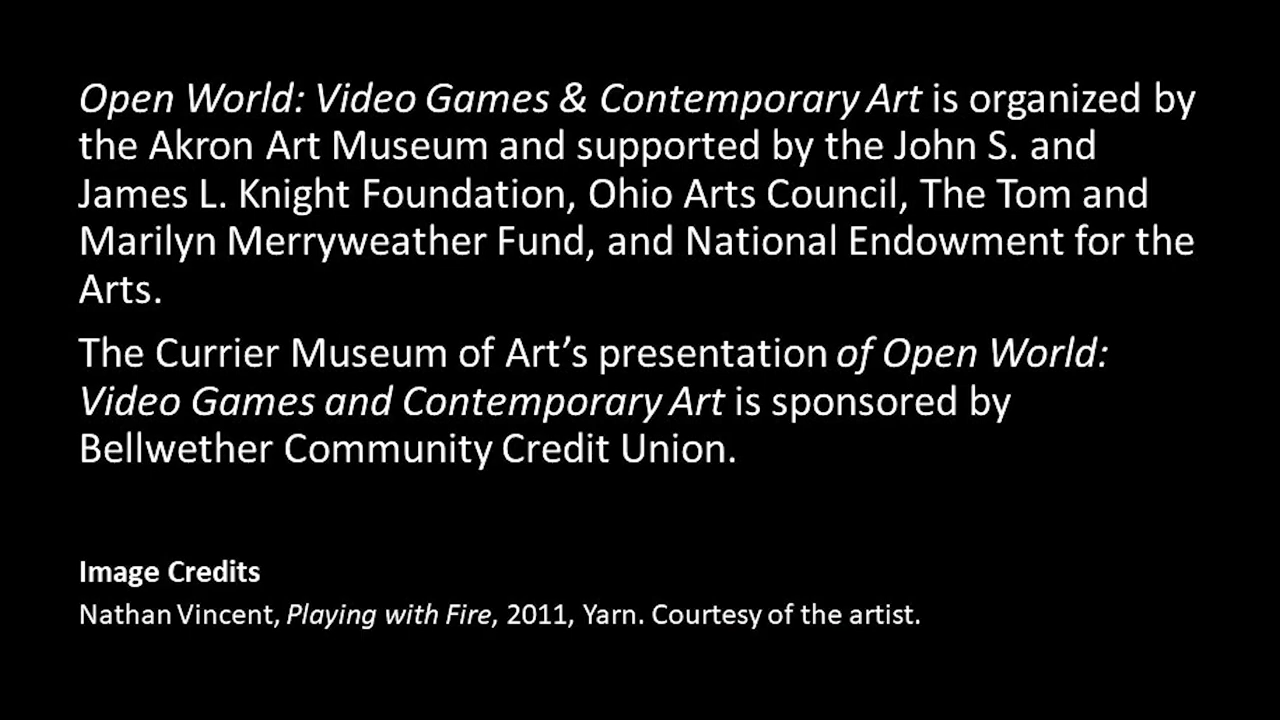 Open World: Video Games & Contemporary Art is organized by
the Akron Art Museum and supported by the John S. and
James L. Knight Foundation, Ohio Arts Council, The Tom and
Marilyn Merryweather Fund, and National Endowment for the
Arts.
The Currier Museum of Art’s presentation of Open World:
Video Games and Contemporary Art is sponsored by
Bellwether Community Credit Union.
Image Credits
Nathan Vincent, Playing with Fire, 2011, Yarn. Courtesy of the artist.